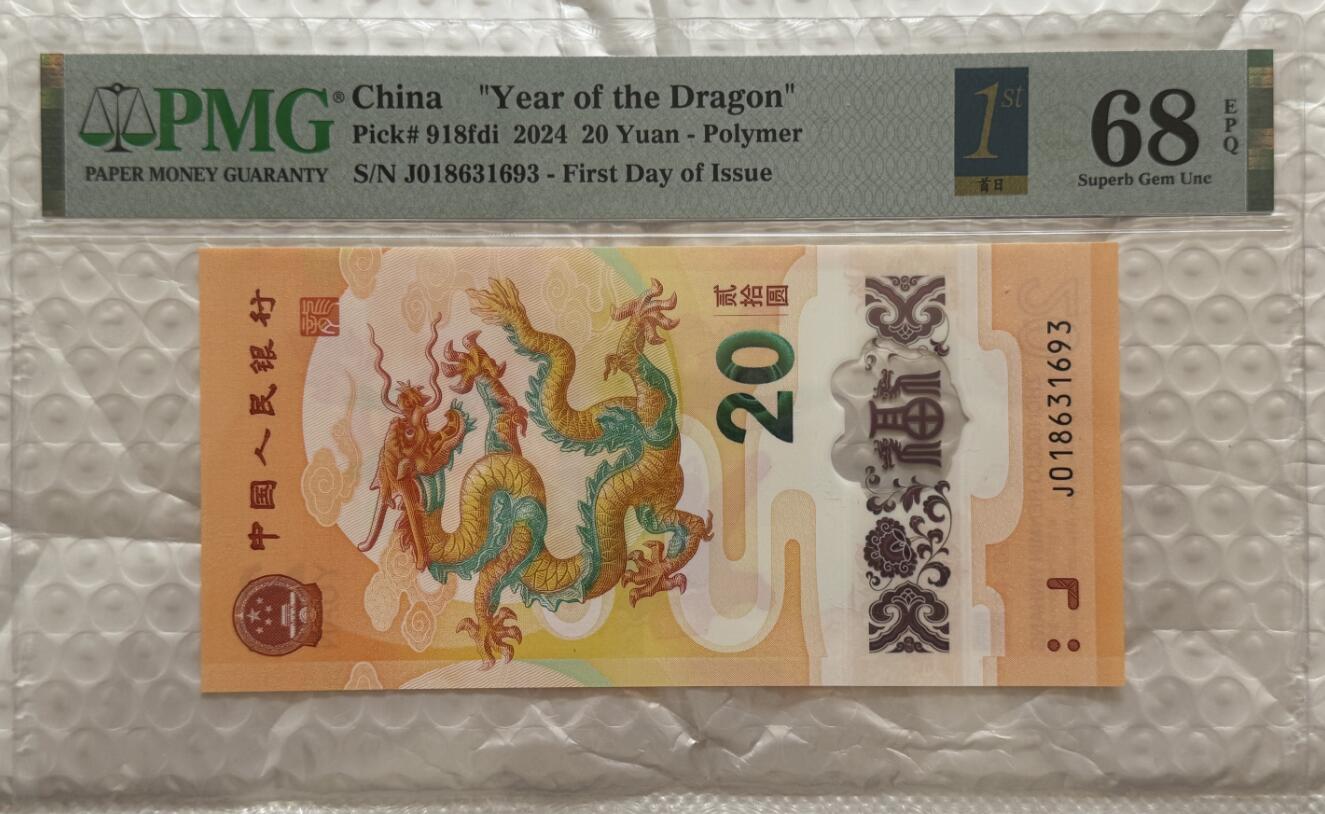 PMG®
PAPER MONEY GUARANTY
China "Year of the Dragon"
Pick# 918fdi 2024 20 Yuan - Polymer
S/N J018631693 - First Day of Issue
1st
首日
68
EPQ
Superb Gem Unc
中国人民银行
贰拾圆
20
J018631693